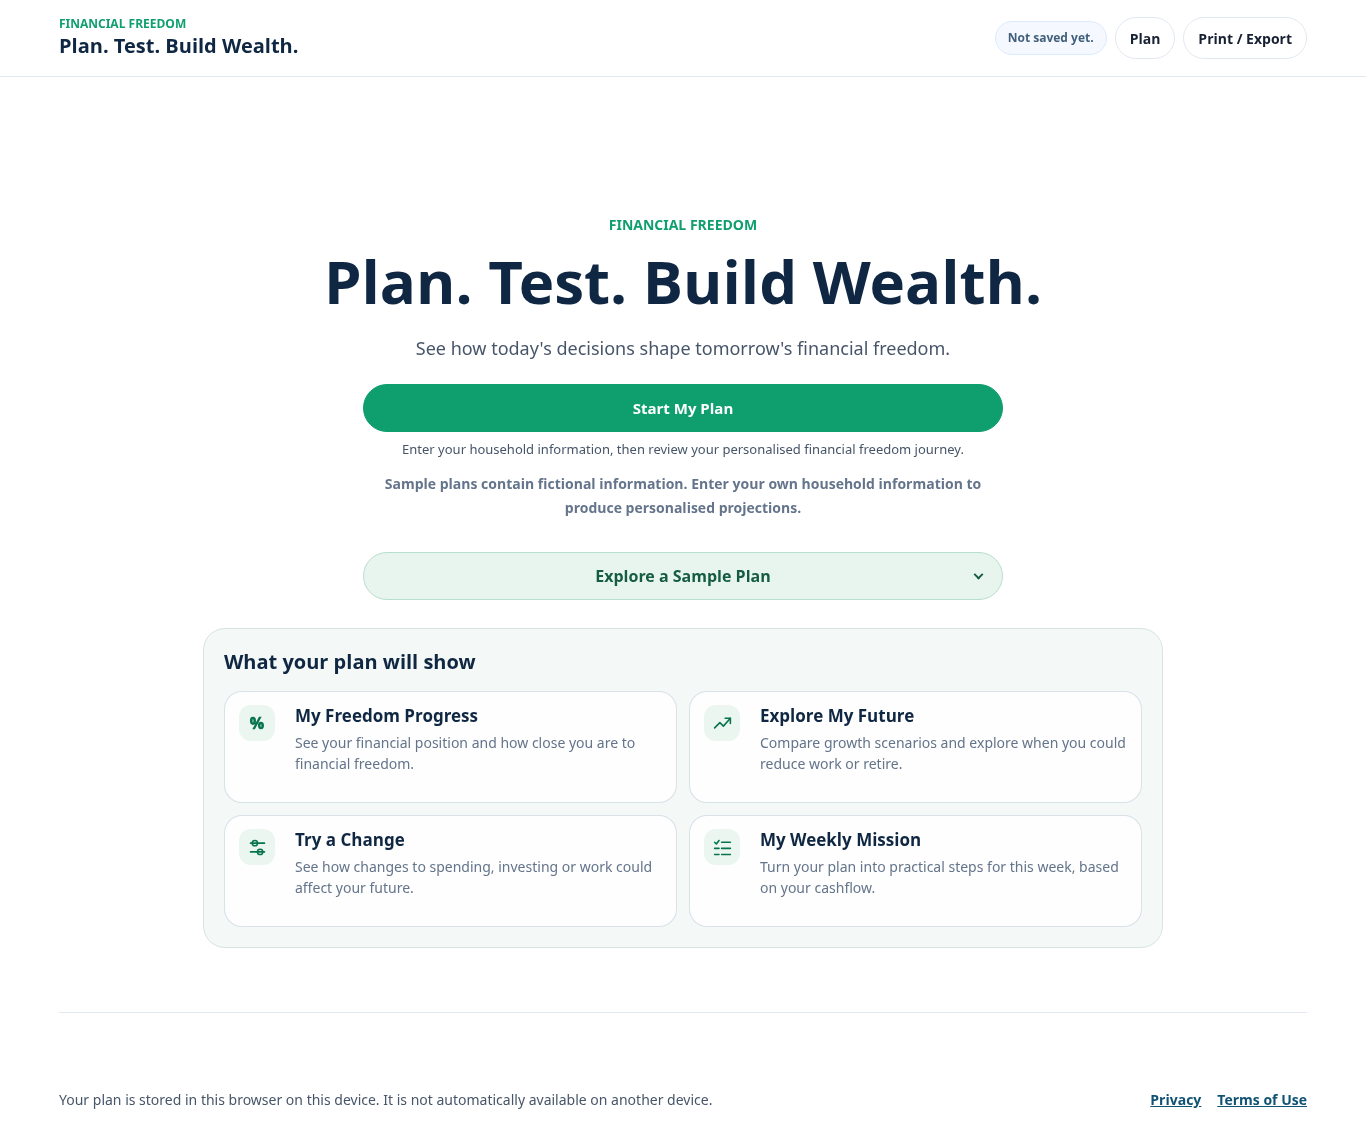 FINANCIAL FREEDOM
Plan. Test. Build Wealth.
Not saved yet.
Plan
Print / Export
FINANCIAL FREEDOM
Plan. Test. Build Wealth.
See how today's decisions shape tomorrow's financial freedom.
Start My Plan
Enter your household information, then review your personalised financial freedom journey.
Sample plans contain fictional information. Enter your own household information to
produce personalised projections.
Explore a Sample Plan
What your plan will show
%
My Freedom Progress
See your financial position and how close you are to
financial freedom.
Explore My Future
Compare growth scenarios and explore when you could
reduce work or retire.
Try a Change
See how changes to spending, investing or work could
affect your future.
My Weekly Mission
Turn your plan into practical steps for this week, based
on your cashflow.
Your plan is stored in this browser on this device. It is not automatically available on another device.
Privacy
Terms of Use